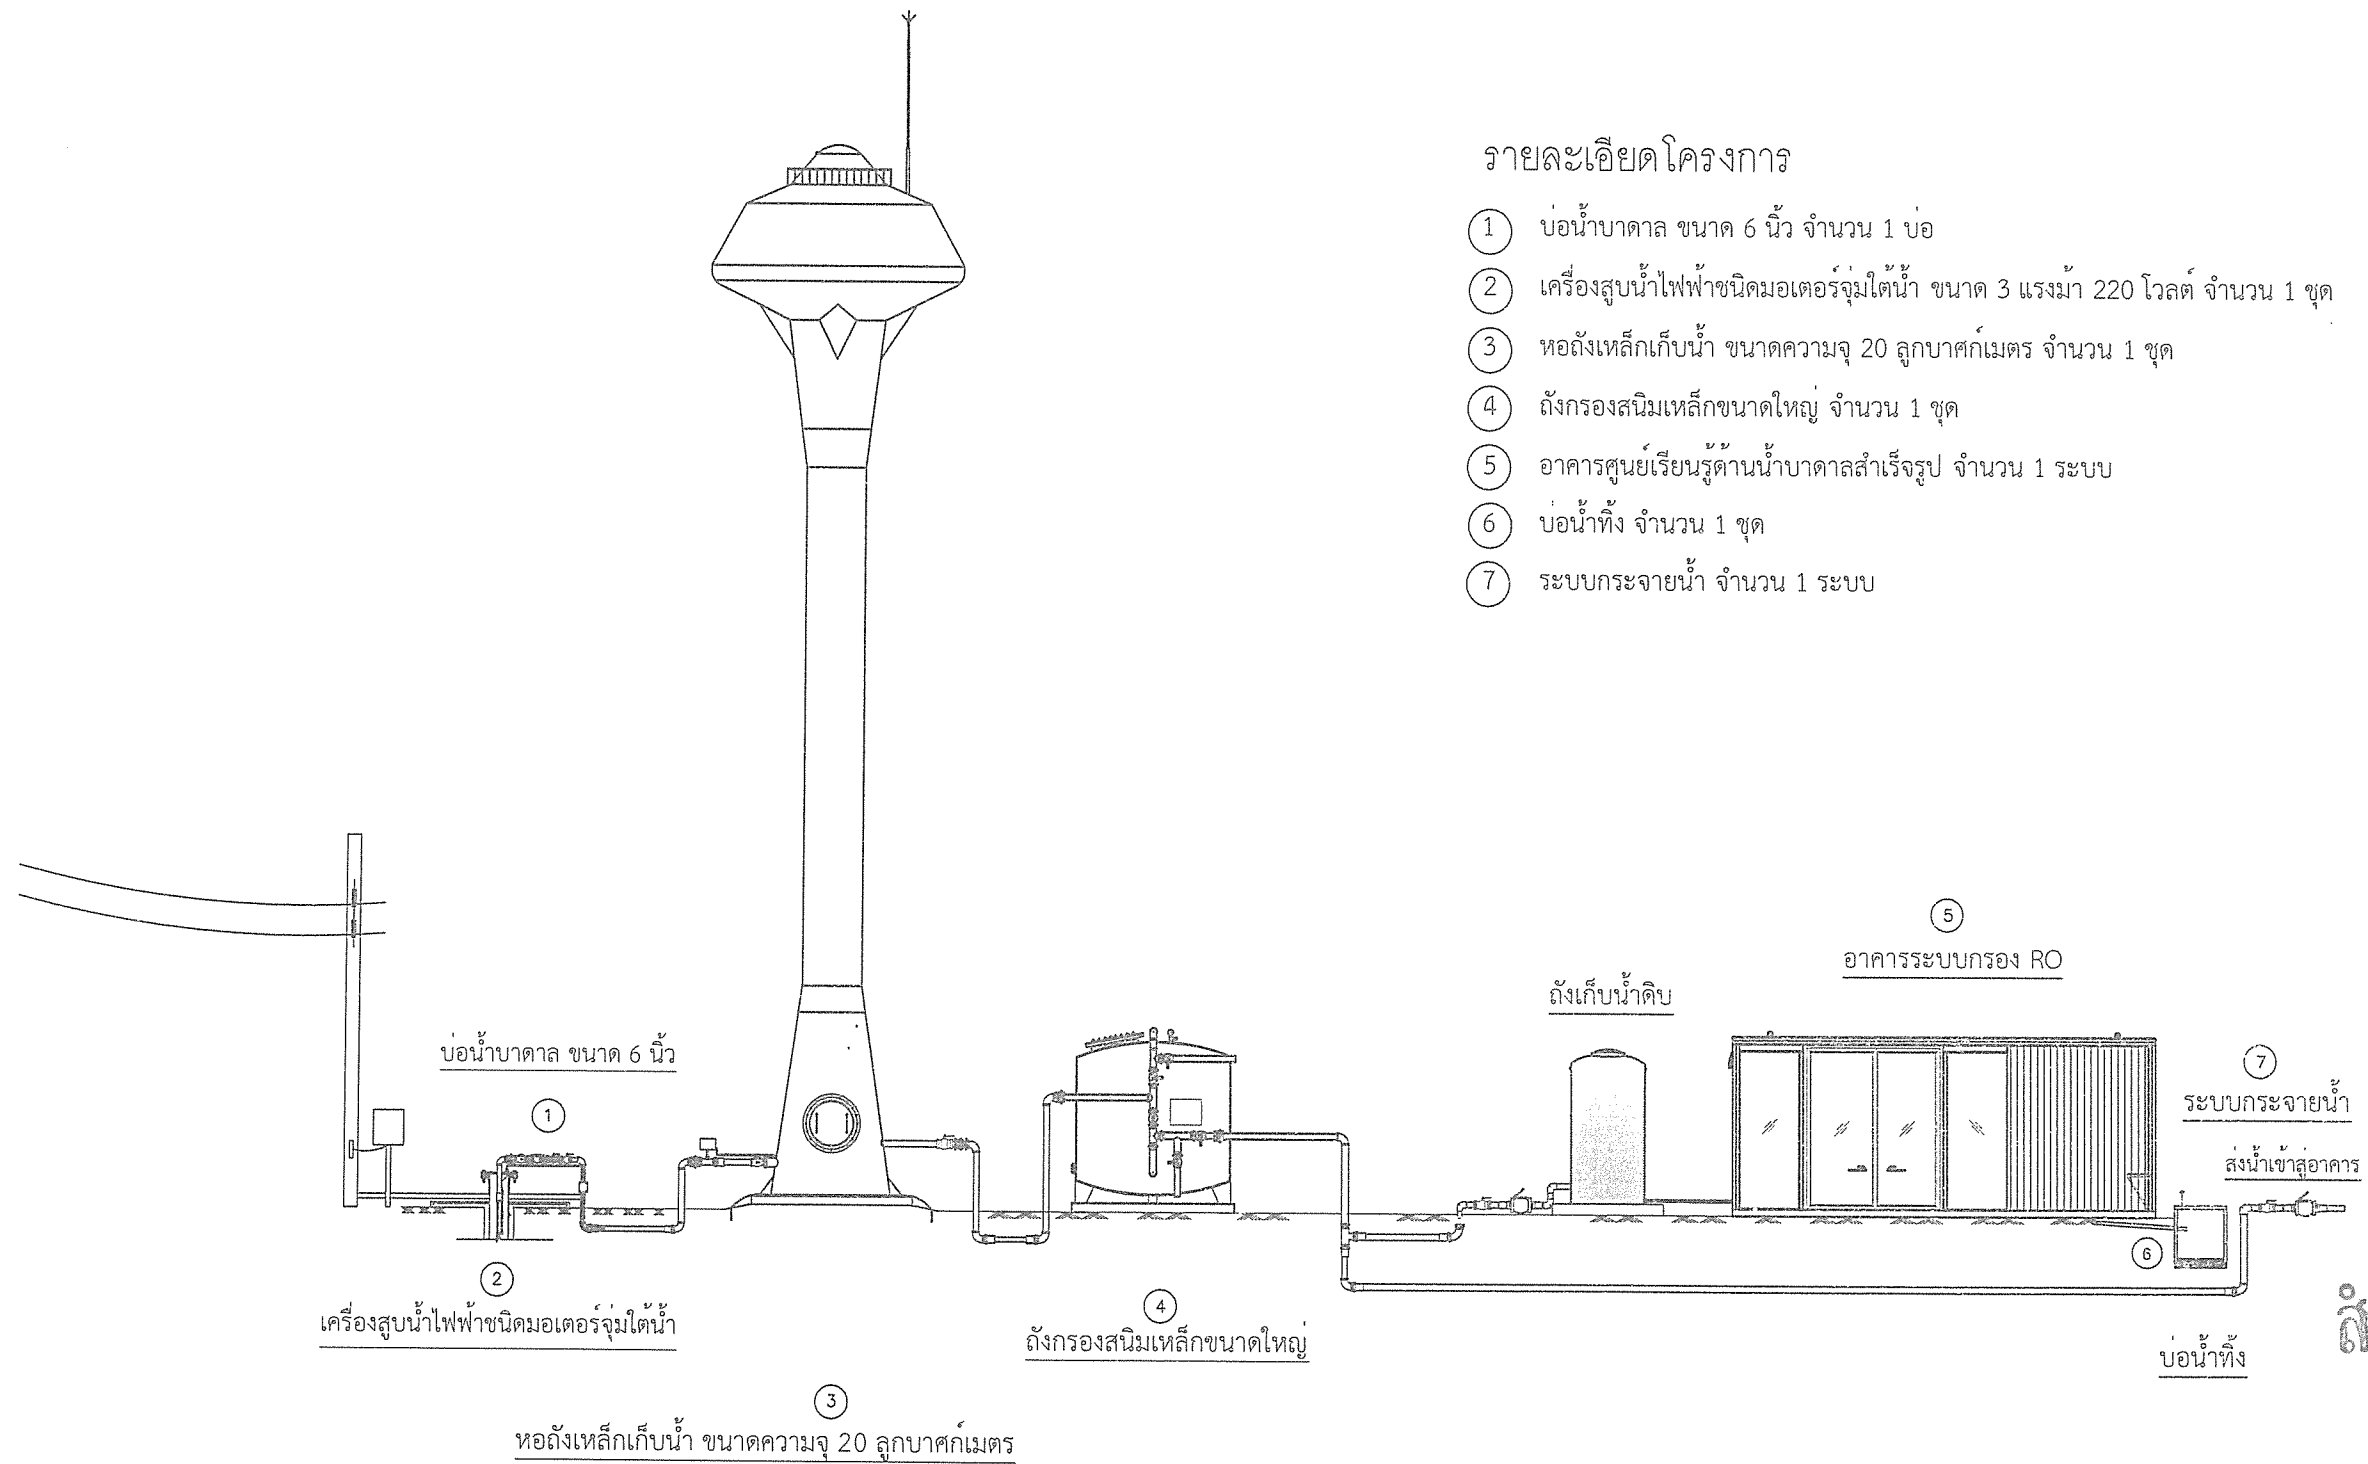 รายละเอียดโครงการ
1 บ่อน้ำบาดาล ขนาด 6 นิ้ว จำนวน 1 บ่อ
2 เครื่องสูบน้ำไฟฟ้าชนิดมอเตอร์จุ่มใต้น้ำ ขนาด 3 แรงม้า 220 โวลต์ จำนวน 1 ชุด
3 หอถังเหล็กเก็บน้ำ ขนาดความจุ 20 ลูกบาศก์เมตร จำนวน 1 ชุด
4 ถังกรองสนิมเหล็กขนาดใหญ่ จำนวน 1 ชุด
5 อาคารศูนย์เรียนรู้ด้านน้ำบาดาลสำเร็จรูป จำนวน 1 ระบบ
6 บ่อน้ำทิ้ง จำนวน 1 ชุด
7 ระบบกระจายน้ำ จำนวน 1 ระบบ
5
อาคารระบบกรอง RO
ถังเก็บน้ำดิบ
บ่อน้ำบาดาล ขนาด 6 นิ้ว
1
7
ระบบกระจายน้ำ
ส่งน้ำเข้าสู่อาคาร
6
2
เครื่องสูบน้ำไฟฟ้าชนิดมอเตอร์จุ่มใต้น้ำ
4
ถังกรองสนิมเหล็กขนาดใหญ่
บ่อน้ำทิ้ง
3
หอถังเหล็กเก็บน้ำ ขนาดความจุ 20 ลูกบาศก์เมตร